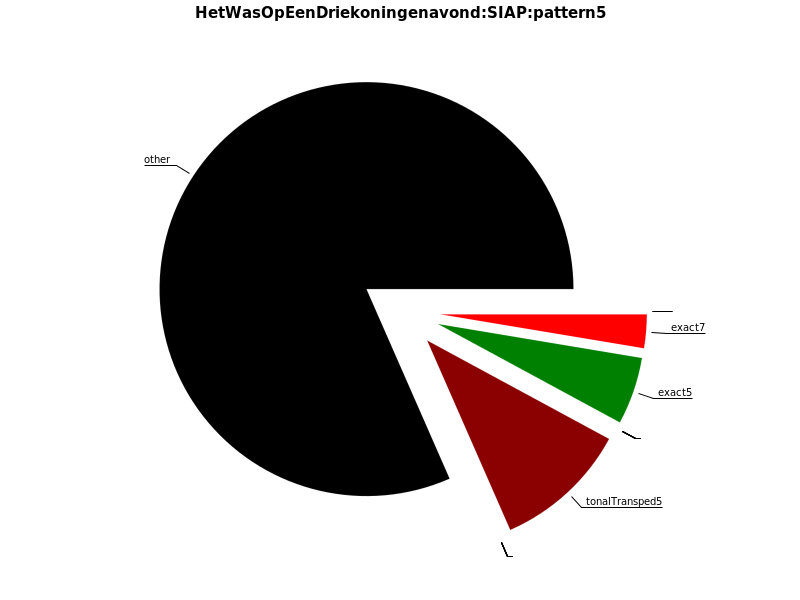 HetWasOpEenDriekoningenavond:SIAP:pattern5
other
exact7
exact5
tonalTransped5